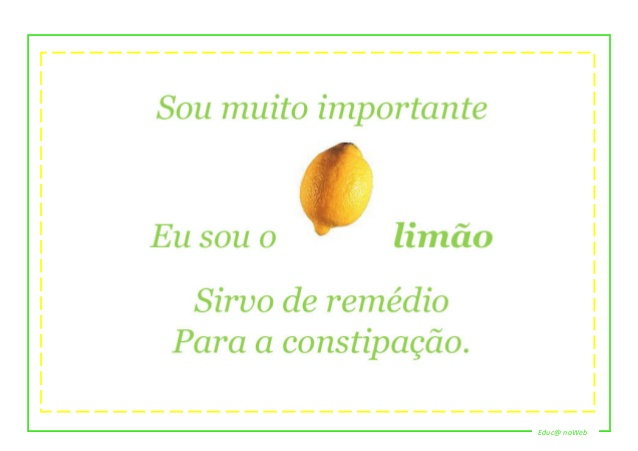 Sou muito importante
Eu sou o limão
Sirvo de remédio
Para a constipação.
Educ@naWeb